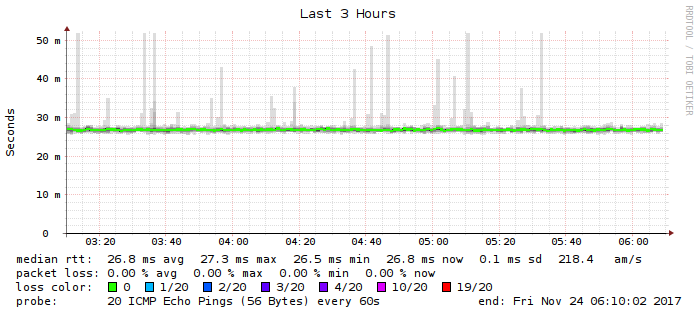 Last 3 Hours
RRDTOOL / TOBI OETIKER
Seconds
50 m
40 m
30 m
20 m
10 m
0
03:20 03:40 04:00 04:20 04:40 05:00 05:20 05:40 06:00
median rtt: 26.8 ms avg 27.3 ms max 26.5 ms min 26.8 ms now 0.1 ms sd 218.4 am/s
packet loss: 0.00 % avg 0.00 % max 0.00 % min 0.00 % now
loss color: 0 1/20 2/20 3/20 4/20 10/20 19/20
probe: 20 ICMP Echo Pings (56 Bytes) every 60s end: Fri Nov 24 06:10:02 2017